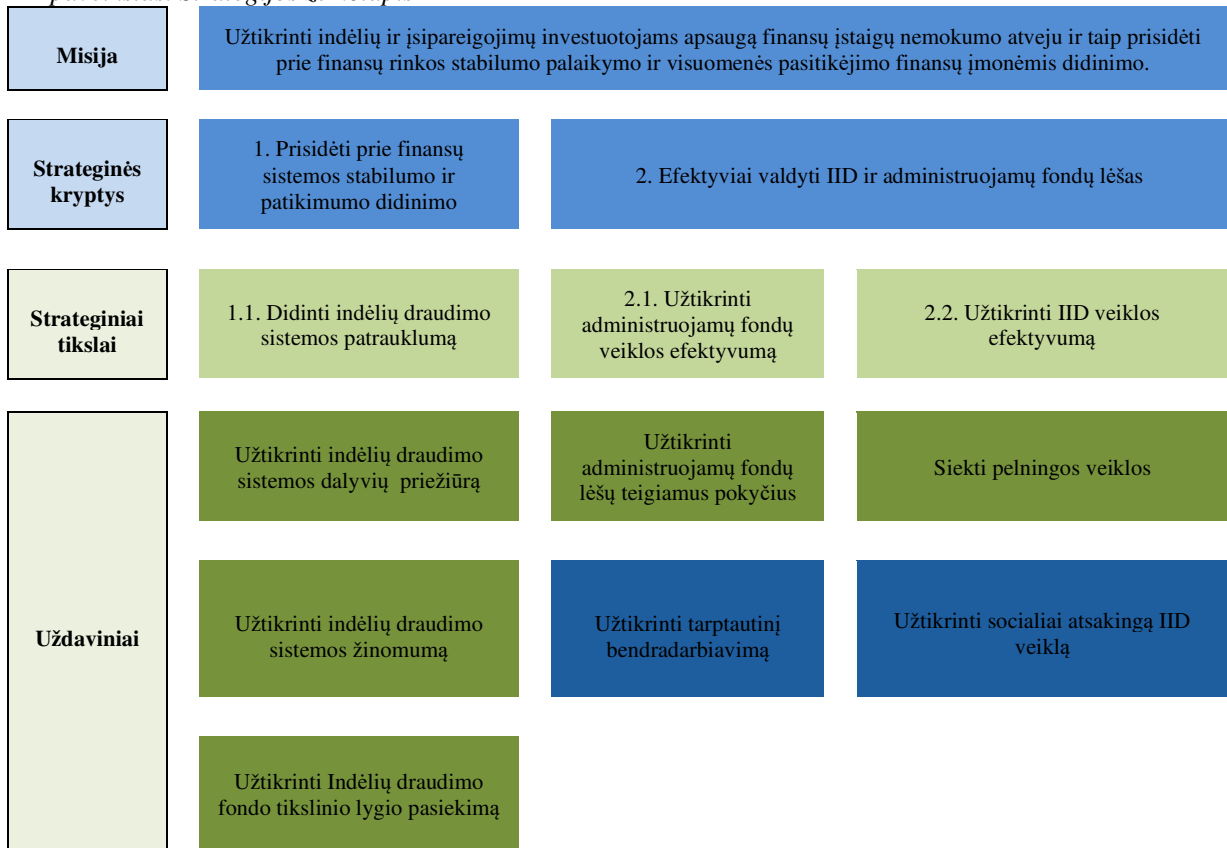 Misija
Užtikrinti indėlių ir įsipareigojimų investuotojams apsaugą finansų įstaigų nemokumo atveju ir taip prisidėti
prie finansų rinkos stabilumo palaikymo ir visuomenės pasitikėjimo finansų įmonėmis didinimo.
Strateginės
kryptys
1. Prisidėti prie finansų
sistemos stabilumo ir
patikimumo didinimo
2. Efektyviai valdyti IID ir administruojamų fondų lėšas
Strateginiai
tikslai
1.1. Didinti indėlių draudimo
sistemos patrauklumą
2.1. Užtikrinti
administruojamų fondų
veiklos efektyvumą
2.2. Užtikrinti IID veiklos
efektyvumą
Uždaviniai
Užtikrinti indėlių draudimo
sistemos dalyvių priežiūrą
Užtikrinti
administruojamų fondų
lėšų teigiamus pokyčius
Siekti pelningos veiklos
Užtikrinti indėlių draudimo
sistemos žinomumą
Užtikrinti tarptautinį
bendradarbiavimą
Užtikrinti socialiai atsakingą IID
veiklą
Užtikrinti Indėlių draudimo
fondo tikslinio lygio pasiekimą